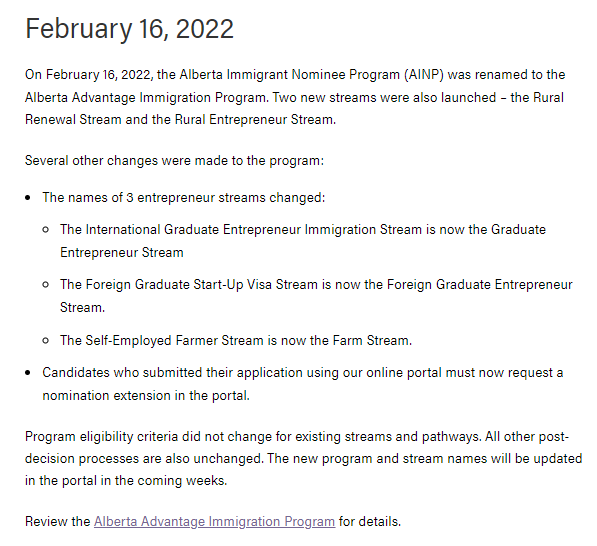 February 16, 2022
On February 16, 2022, the Alberta Immigrant Nominee Program (AINP) was renamed to the
Alberta Advantage Immigration Program. Two new streams were also launched – the Rural
Renewal Stream and the Rural Entrepreneur Stream.
Several other changes were made to the program:
• The names of 3 entrepreneur streams changed:
◦ The International Graduate Entrepreneur Immigration Stream is now the Graduate
Entrepreneur Stream
◦ The Foreign Graduate Start-Up Visa Stream is now the Foreign Graduate Entrepreneur
Stream.
◦ The Self-Employed Farmer Stream is now the Farm Stream.
• Candidates who submitted their application using our online portal must now request a
nomination extension in the portal.
Program eligibility criteria did not change for existing streams and pathways. All other post-
decision processes are also unchanged. The new program and stream names will be updated
in the portal in the coming weeks.
Review the Alberta Advantage Immigration Program for details.